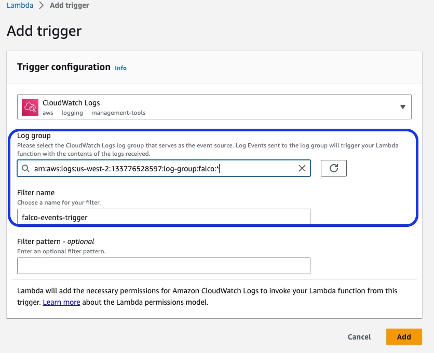 Lambda > Add trigger
Add trigger
Trigger configuration Info
CloudWatch Logs
aws logging management-tools
Log group
Please select the CloudWatch Logs log group that serves as the event source. Log Events sent to the log group will trigger your Lambda
function with the contents of the logs received.
arn:aws:logs:us-west-2:133776528597:log-group:falco:*
Filter name
Choose a name for your filter.
falco-events-trigger
Filter pattern - optional
Enter an optional filter pattern.
Lambda will add the necessary permissions for Amazon CloudWatch Logs to invoke your Lambda function from this
trigger. Learn more about the Lambda permissions model.
Cancel Add